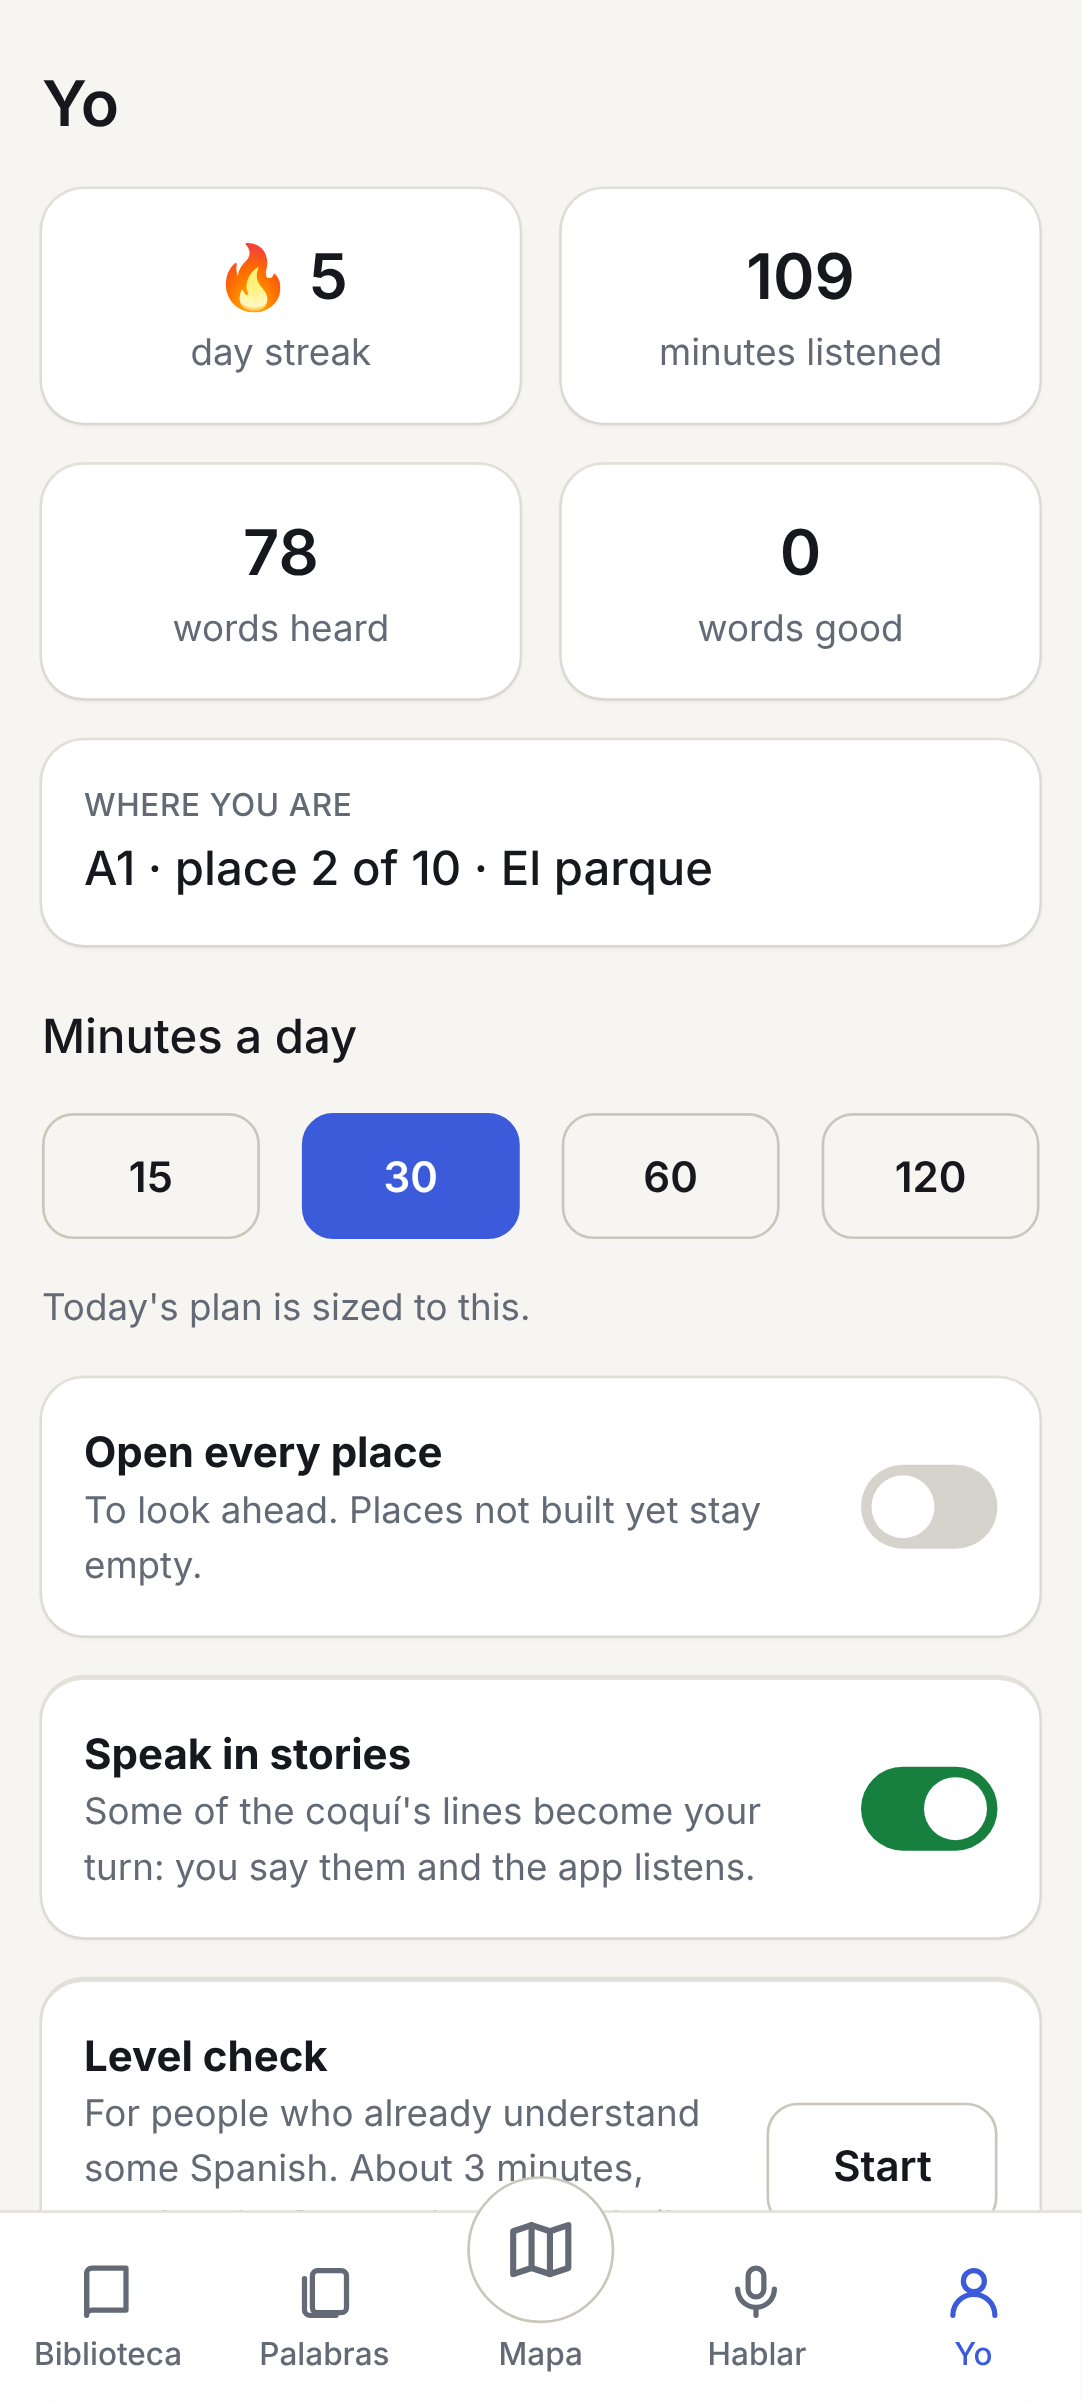 Yo
🔥 5
day streak
109
minutes listened
78
words heard
0
words good
WHERE YOU ARE
A1 · place 2 of 10 · El parque
Minutes a day
15
30
60
120
Today's plan is sized to this.
Open every place
To look ahead. Places not built yet stay
empty.
Speak in stories
Some of the coquí's lines become your
turn: you say them and the app listens.
Level check
For people who already understand
some Spanish. About 3 minutes,
Start
Biblioteca
Palabras
Mapa
Hablar
Yo